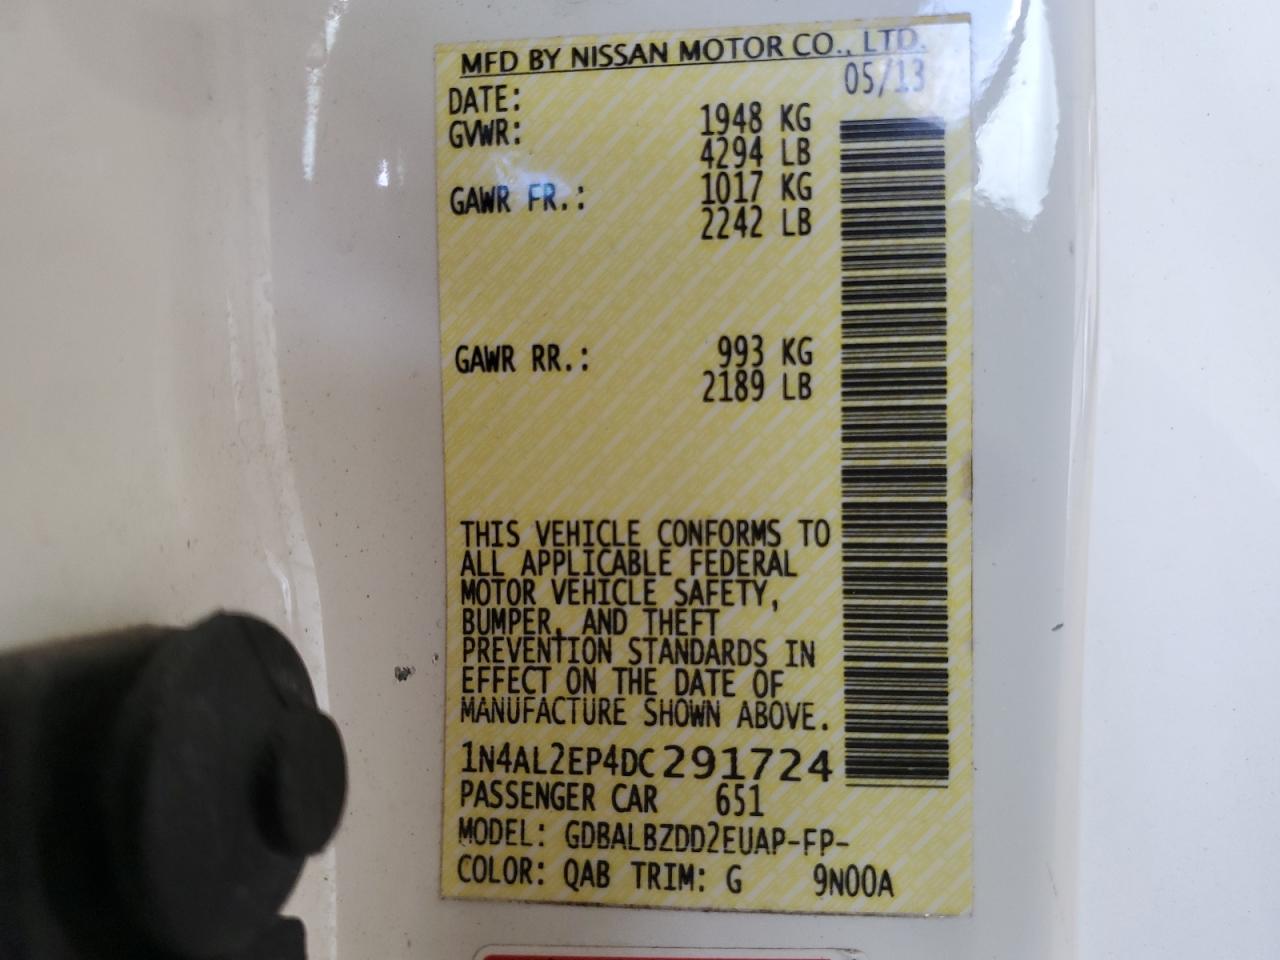 MFD BY NISSAN MOTOR CO., LTD.
DATE: 05/13
GVWR: 1948 KG
4294 LB
GAWR FR.: 1017 KG
2242 LB
GAWR RR.: 993 KG
2189 LB
THIS VEHICLE CONFORMS TO
ALL APPLICABLE FEDERAL
MOTOR VEHICLE SAFETY,
BUMPER, AND THEFT
PREVENTION STANDARDS IN
EFFECT ON THE DATE OF
MANUFACTURE SHOWN ABOVE.
1N4AL2EP4DC291724
PASSENGER CAR 651
MODEL: GDBALBZDD2EUAP-FP-
COLOR: QAB TRIM: G 9N00A